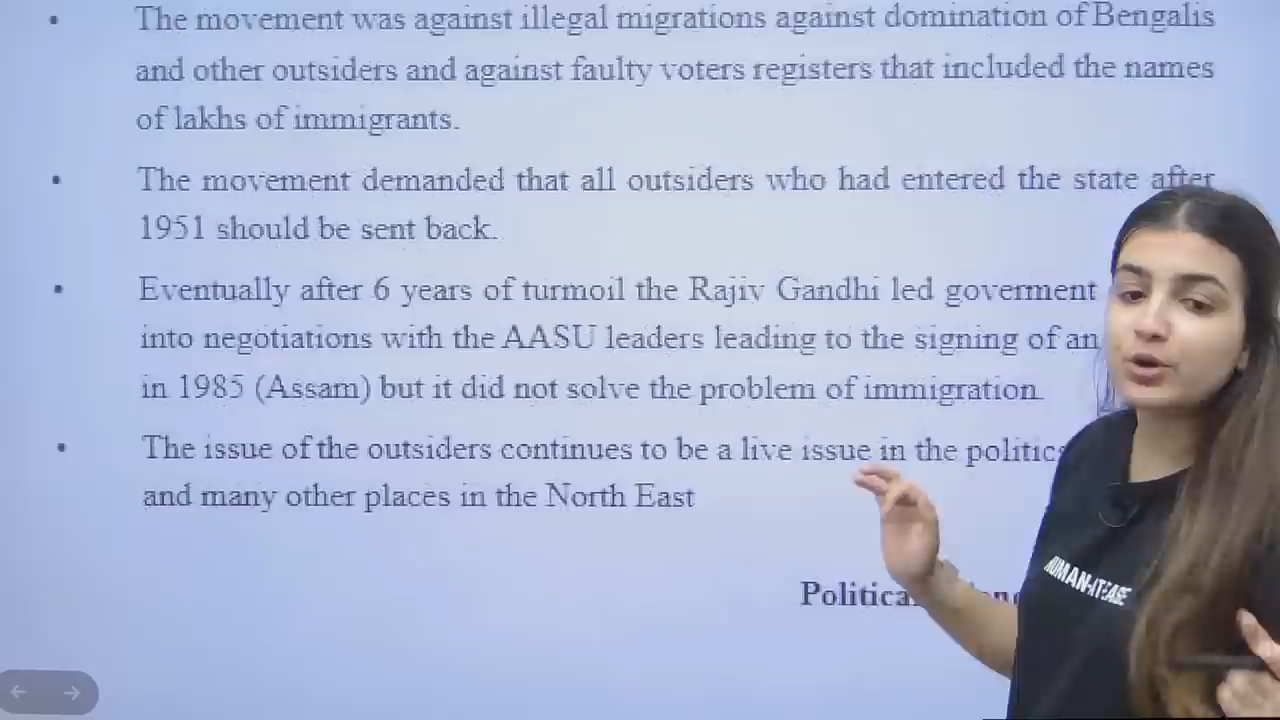 • The movement was against illegal migrations against domination of Bengalis
and other outsiders and against faulty voters registers that included the names
of lakhs of immigrants.
• The movement demanded that all outsiders who had entered the state after
1951 should be sent back.
• Eventually after 6 years of turmoil the Rajiv Gandhi led goverment
into negotiations with the AASU leaders leading to the signing of an
in 1985 (Assam) but it did not solve the problem of immigration.
• The issue of the outsiders continues to be a live issue in the
and many other places in the North East
HUMAN-IT-EASE